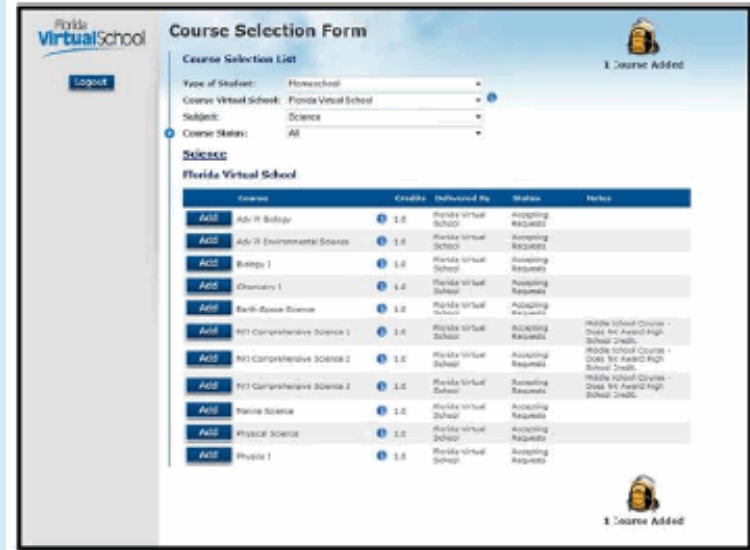 Florida
VirtualSchool
Logout
Course Selection Form
1 Course Added
Course Selection List
Type of Student: Homeschool
Course Virtual School: Florida Virtual School
Subject: Science
Course Status: All
Science
Florida Virtual School
Course Credits Delivered By Status Notes
Add Adv Pl Biology 1.0 Florida Virtual School Accepting Requests
Add Adv Pl Environmental Science 1.0 Florida Virtual School Accepting Requests
Add Biology I 1.0 Florida Virtual School Accepting Requests
Add Chemistry I 1.0 Florida Virtual School Accepting Requests
Add Earth Space Science 1.0 Florida Virtual School Accepting Requests
Add M/J Comprehensive Science 1 1.0 Florida Virtual School Accepting Requests Middle School Course - Does Not Award High School Credit.
Add M/J Comprehensive Science 2 1.0 Florida Virtual School Accepting Requests Middle School Course - Does Not Award High School Credit.
Add M/J Comprehensive Science 3 1.0 Florida Virtual School Accepting Requests Middle School Course - Does Not Award High School Credit.
Add Marine Science 1.0 Florida Virtual School Accepting Requests
Add Physical Science 1.0 Florida Virtual School Accepting Requests
Add Physics I 1.0 Florida Virtual School Accepting Requests
1 Course Added